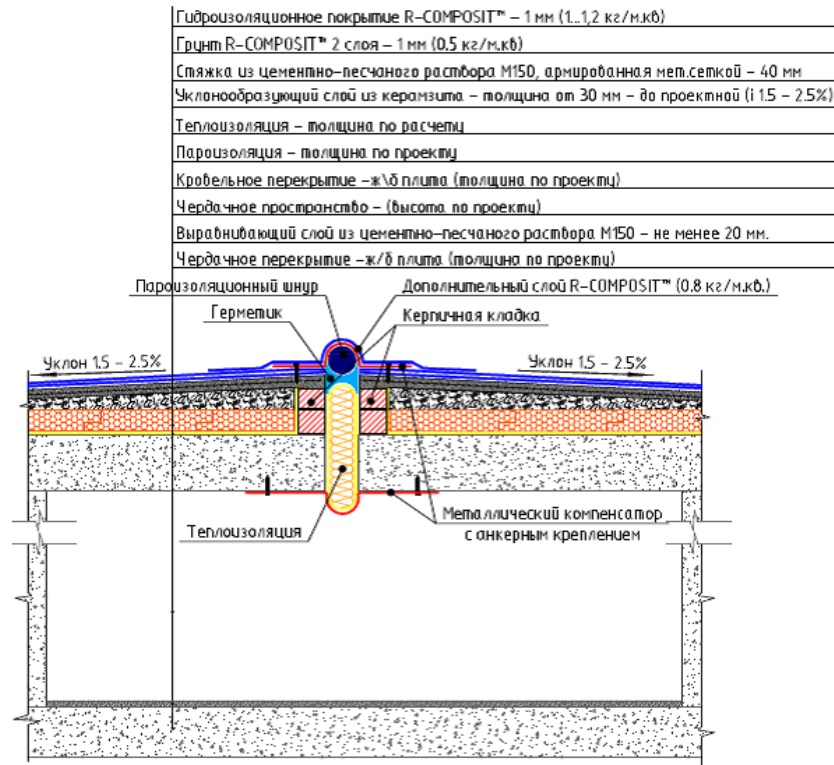 Гидроизоляционное покрытие R-COMPOSIT™ - 1 мм (1...1,2 кг/м.кв)
Грунт R-COMPOSIT™ 2 слоя - 1 мм (0.5 кг/м.кв)
Стяжка из цементно-песчаного раствора М150, армированная мет.сеткой - 40 мм
Уклонообразующий слой из керамзита - толщина от 30 мм - до проектной (i 1.5 - 2.5%)
Теплоизоляция - толщина по расчету
Пароизоляция - толщина по проекту
Кровельное перекрытие -ж\б плита (толщина по проекту)
Чердачное пространство - (высота по проекту)
Выравнивающий слой из цементно-песчаного раствора М150 - не менее 20 мм.
Чердачное перекрытие -ж/б плита (толщина по проекту)
Пароизоляционный шнур
Дополнительный слой R-COMPOSIT™ (0.8 кг/м.кв.)
Герметик
Керпичная кладка
Уклон 1.5 - 2.5%
Уклон 1.5 - 2.5%
Теплоизоляция
Металлический компенсатор
с анкерным креплением